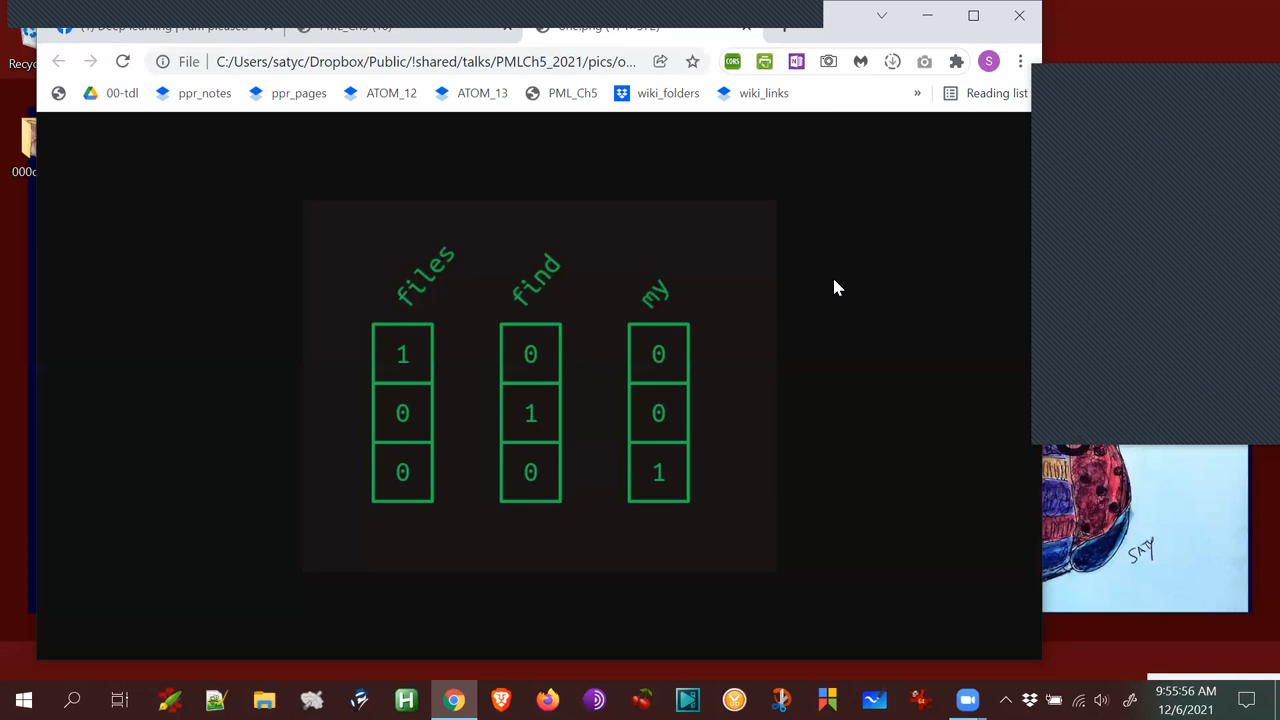 File
C:/Users/satyc/Dropbox/Public/!shared/talks/PMLCh5_2021/pics/o...
CORS
S
00-tdl
ppr_notes
ppr_pages
ATOM_12
ATOM_13
PML_Ch5
wiki_folders
wiki_links
»
Reading list
files find my
1 0 0
0 1 0
0 0 1
SATY
9:55:56 AM
12/6/2021